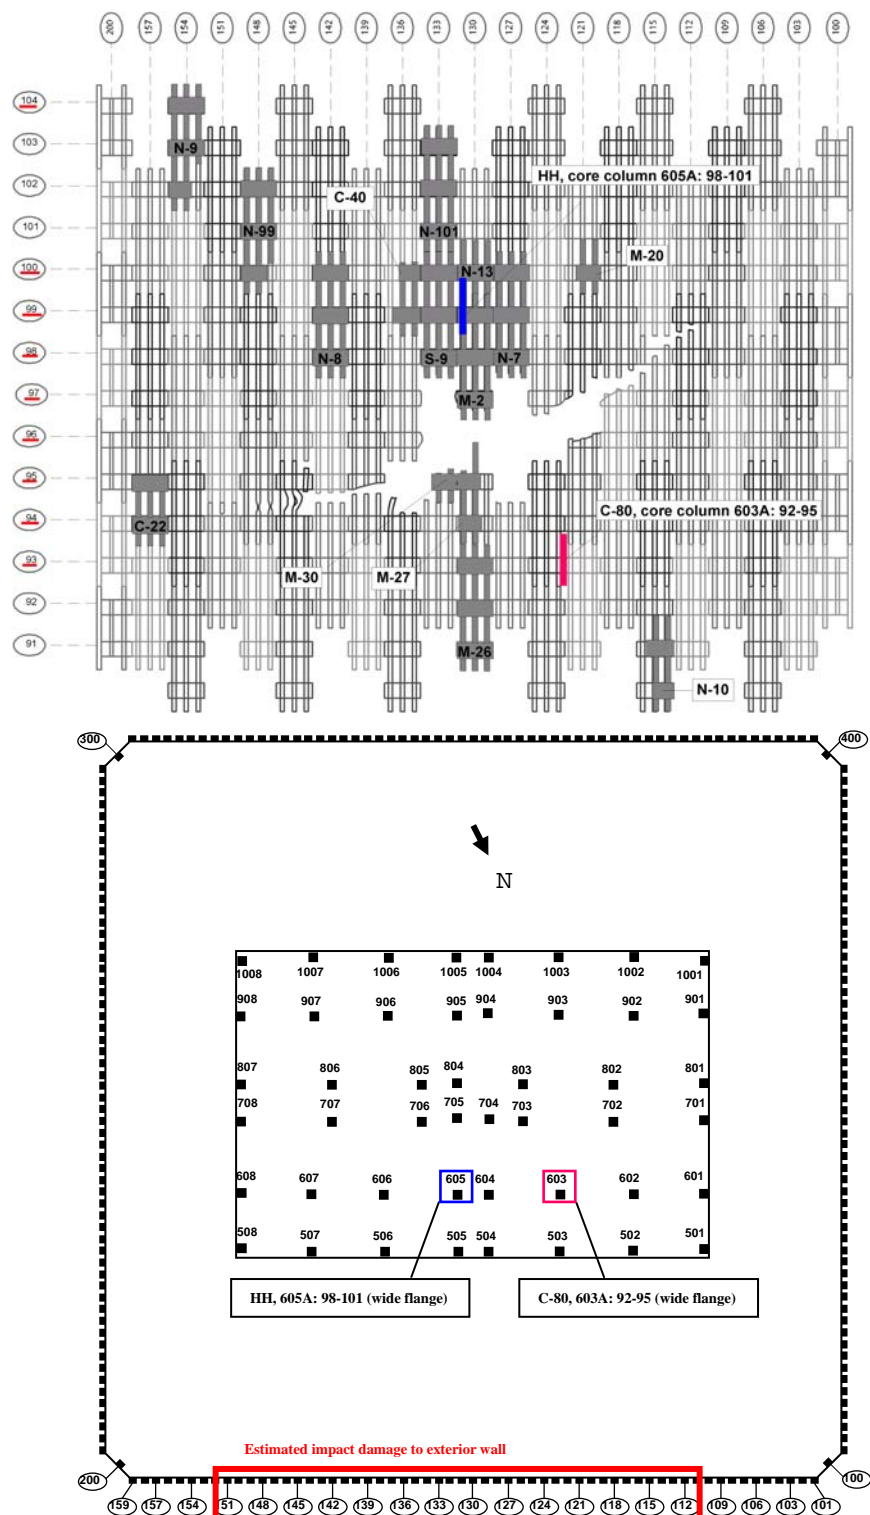 200 157 154 151 148 145 142 139 136 133 130 127 124 121 118 115 112 109 106 103 100
104
103
N-9
HH, core column 605A: 98-101
102
C-40
101
N-99
N-101
M-20
100
N-13
99
98
N-8
S-9
N-7
97
M-2
96
95
C-80, core column 603A: 92-95
94
C-22
93
M-30
M-27
92
91
M-26
N-10
300
400
N
1008 1007 1006 1005 1004 1003 1002 1001
908 907 906 905 904 903 902 901
807 806 805 804 803 802 801
708 707 706 705 704 703 702 701
608 607 606 605 604 603 602 601
508 507 506 505 504 503 502 501
HH, 605A: 98-101 (wide flange)
C-80, 603A: 92-95 (wide flange)
Estimated impact damage to exterior wall
200
100
159 157 154 151 148 145 142 139 136 133 130 127 124 121 118 115 112 109 106 103 101